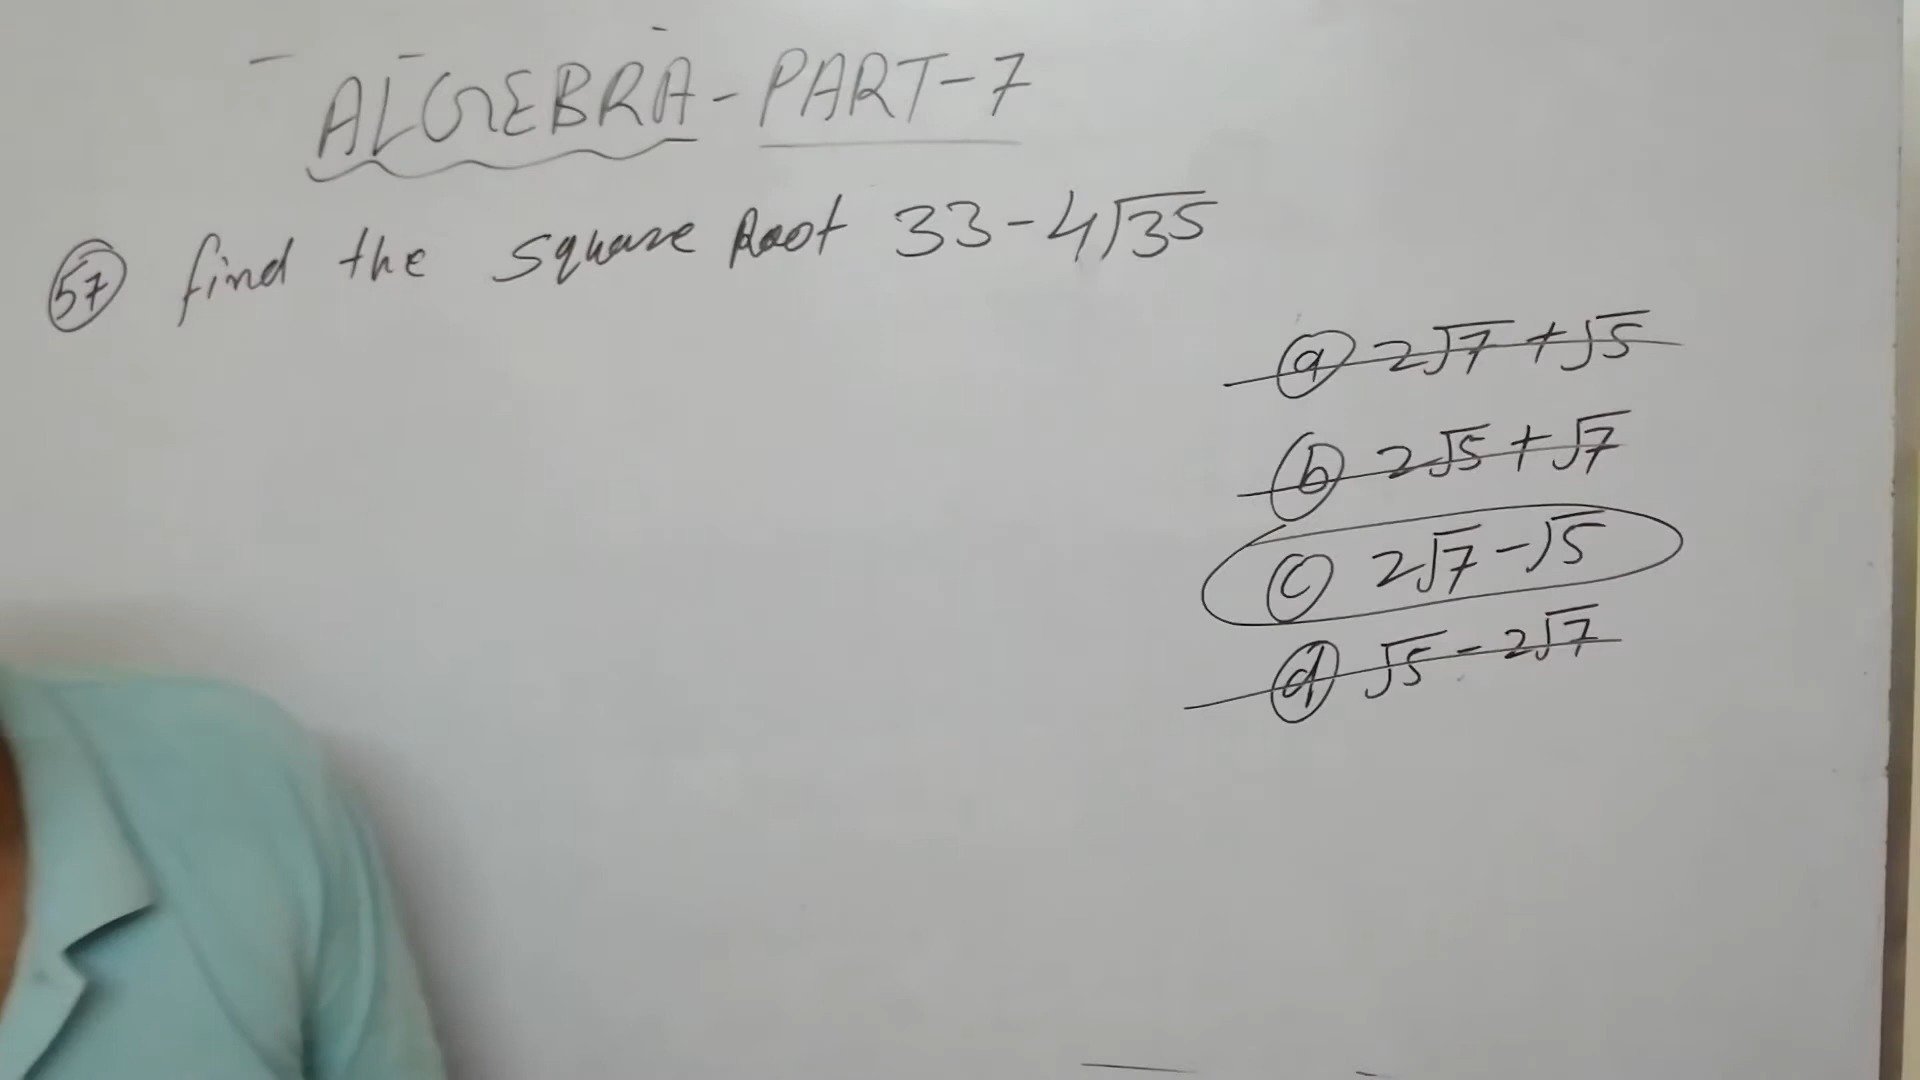 ALGEBRA-PART-7
57 find the square Root 33-4√35
a 2√7+√5
b 2√5+√7
c 2√7-√5
d √5-2√7